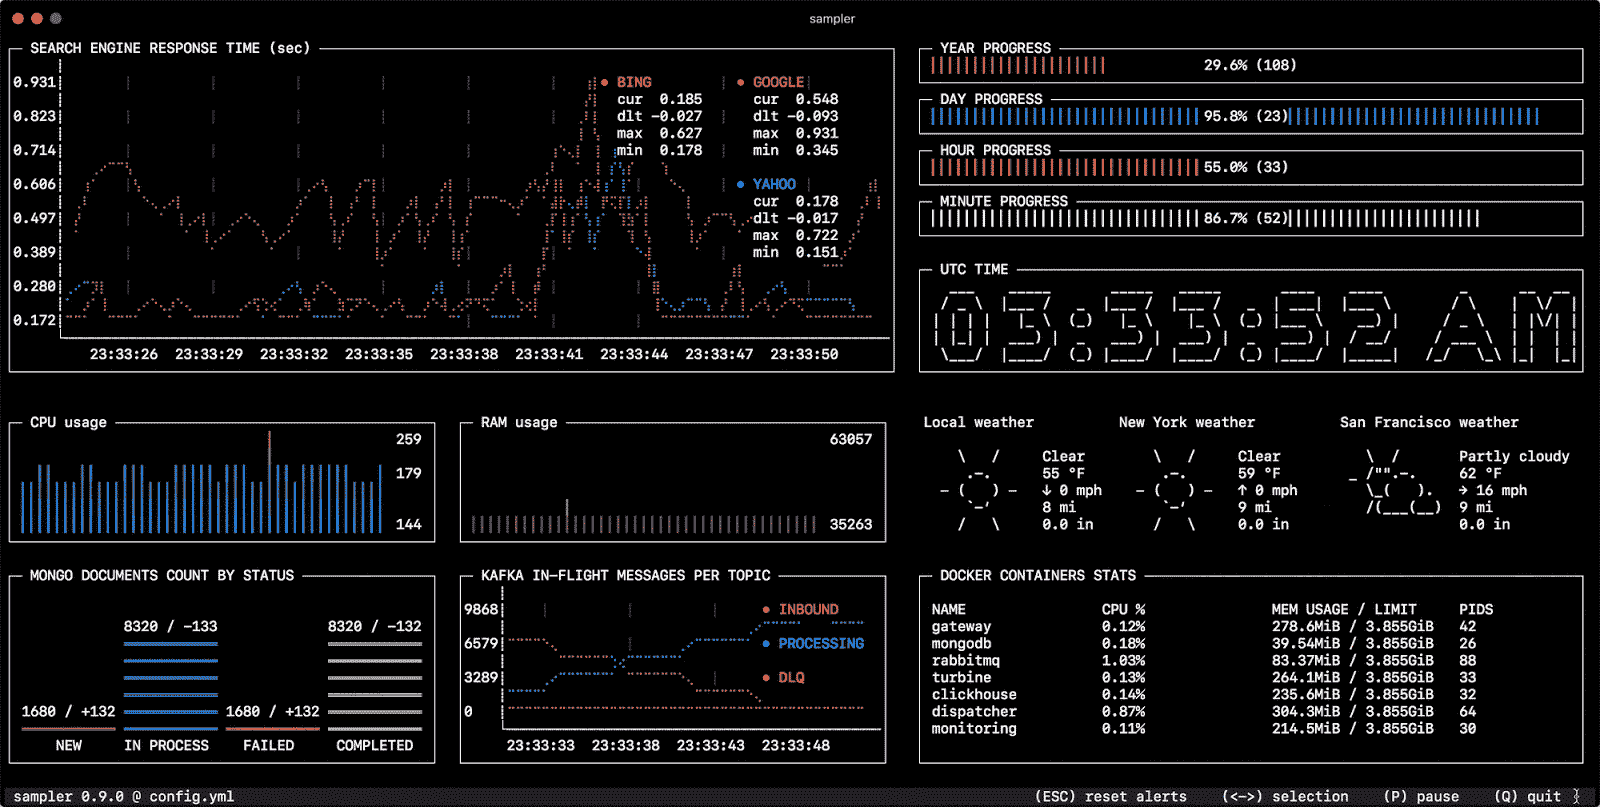 sampler
SEARCH ENGINE RESPONSE TIME (sec)
0.931
0.823
0.714
0.606
0.497
0.389
0.280
0.172
BING
cur 0.185
dlt -0.027
max 0.627
min 0.178
GOOGLE
cur 0.548
dlt -0.093
max 0.931
min 0.345
YAHOO
cur 0.178
dlt -0.017
max 0.722
min 0.151
23:33:26 23:33:29 23:33:32 23:33:35 23:33:38 23:33:41 23:33:44 23:33:47 23:33:50
YEAR PROGRESS
29.6% (108)
DAY PROGRESS
95.8% (23)
HOUR PROGRESS
55.0% (33)
MINUTE PROGRESS
86.7% (52)
UTC TIME
03:33:52 AM
CPU usage
259
179
144
RAM usage
63057
35263
Local weather
Clear
55 °F
↓ 0 mph
8 mi
0.0 in
New York weather
Clear
59 °F
↑ 0 mph
9 mi
0.0 in
San Francisco weather
Partly cloudy
62 °F
→ 16 mph
9 mi
0.0 in
MONGO DOCUMENTS COUNT BY STATUS
8320 / -133
8320 / -132
1680 / +132
1680 / +132
NEW IN PROCESS FAILED COMPLETED
KAFKA IN-FLIGHT MESSAGES PER TOPIC
9868
6579
3289
0
INBOUND
PROCESSING
DLQ
23:33:33 23:33:38 23:33:43 23:33:48
DOCKER CONTAINERS STATS
NAME CPU % MEM USAGE / LIMIT PIDS
gateway 0.12% 278.6MiB / 3.855GiB 42
mongodb 0.18% 39.54MiB / 3.855GiB 26
rabbitmq 1.03% 83.37MiB / 3.855GiB 88
turbine 0.13% 264.1MiB / 3.855GiB 33
clickhouse 0.14% 235.6MiB / 3.855GiB 32
dispatcher 0.87% 304.3MiB / 3.855GiB 64
monitoring 0.11% 214.5MiB / 3.855GiB 30
sampler 0.9.0 @ config.yml
(ESC) reset alerts (<->) selection (P) pause (Q) quit